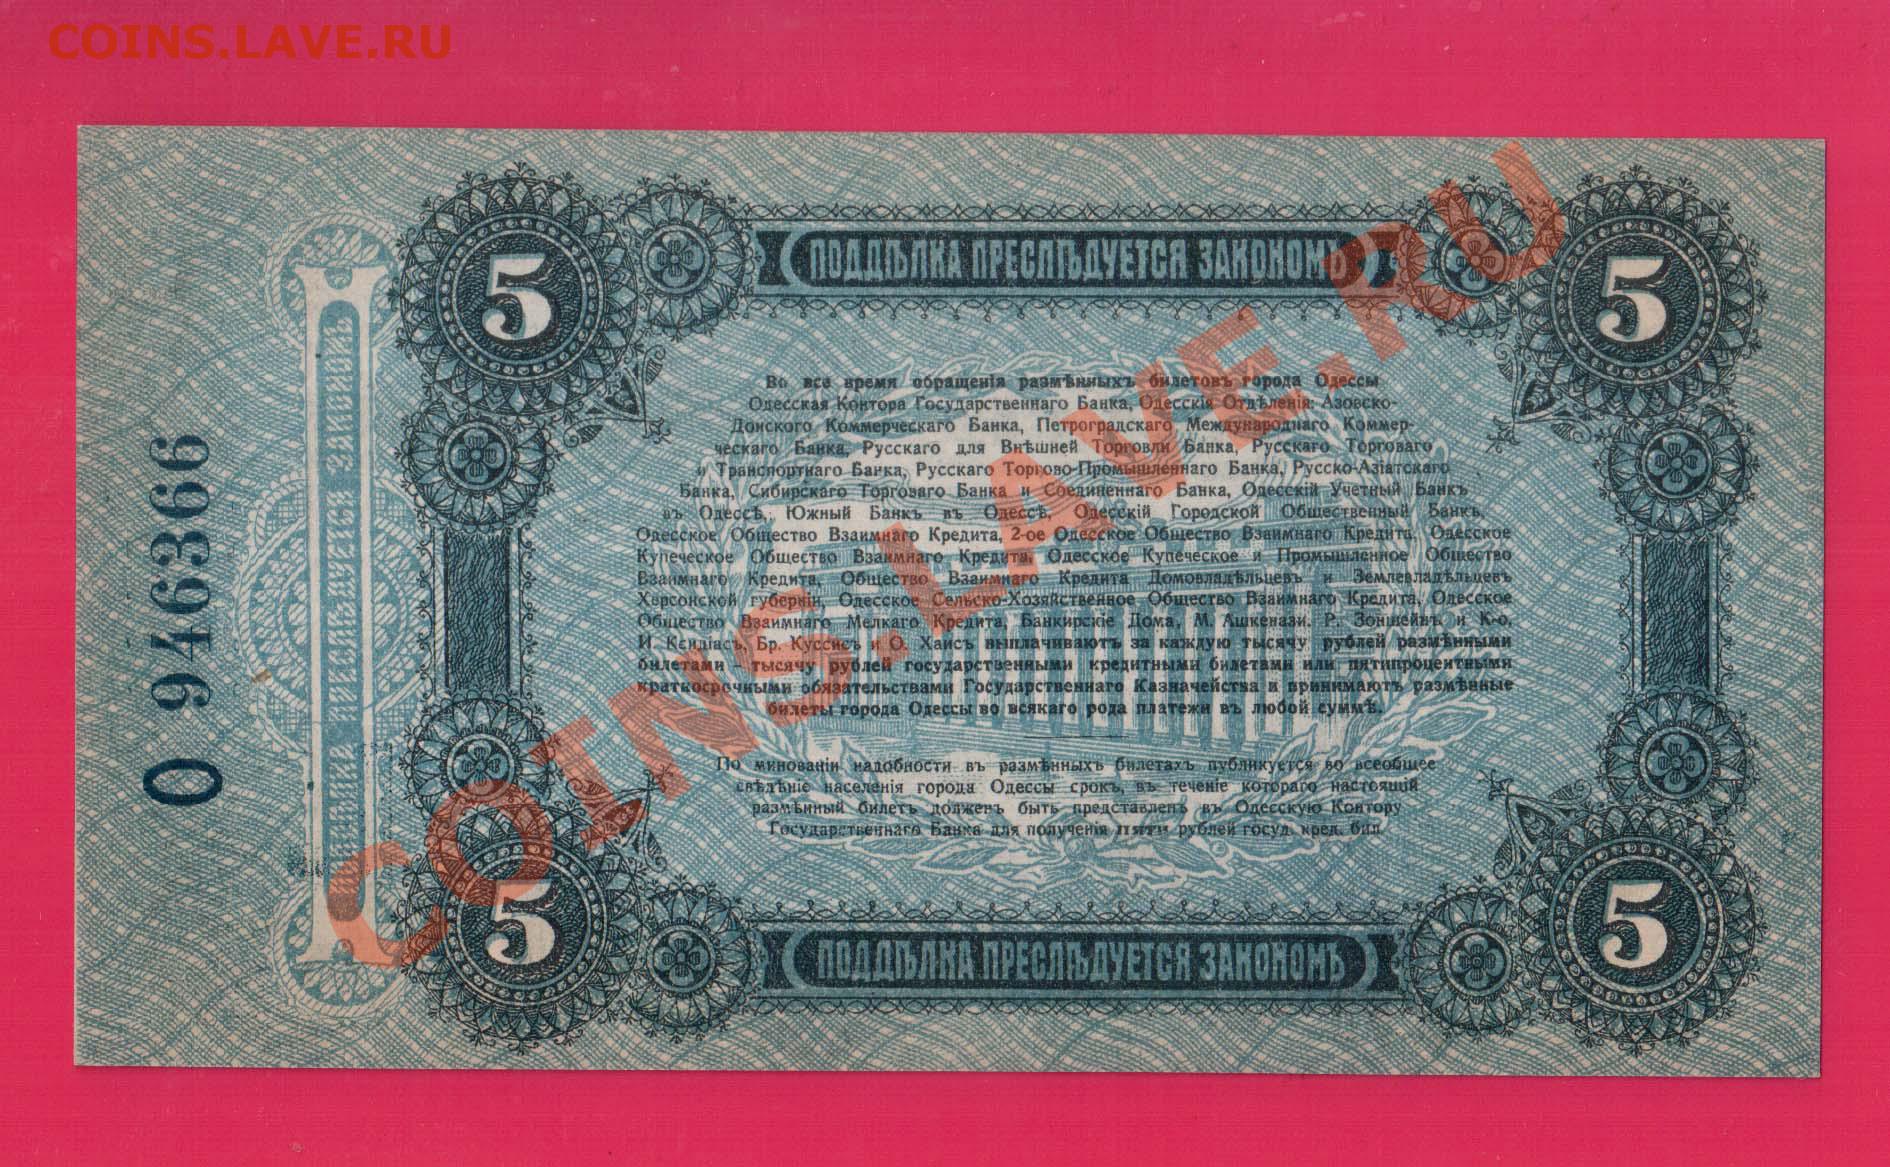 COINS.LAVE.RU
ПОДДѢЛКА ПРЕСЛѢДУЕТСЯ ЗАКОНОМЪ
5
5
Во все время обращенія размѣнныхъ билетовъ города Одессы
Одесская Контора Государственнаго Банка, Одесскія Отдѣленія: Азовско-
Донского Коммерческаго Банка, Петроградскаго Международнаго Коммер-
ческаго Банка, Русскаго для Внѣшней Торговли Банка, Русскаго Торговаго
и Транспортнаго Банка, Русскаго Торгово-Промышленнаго Банка, Русско-Азіатскаго
Банка, Сибирскаго Торговаго Банка и Соединеннаго Банка, Одесскій Учетный Банкъ
въ Одессѣ, Южный Банкъ въ Одессѣ, Одесскій Городской Общественный Банкъ,
Одесское Общество Взаимнаго Кредита, 2-ое Одесское Общество Взаимнаго Кредита, Одесское
Купеческое Общество Взаимнаго Кредита, Одесское Купеческое и Промышленное Общество
Взаимнаго Кредита, Общество Взаимнаго Кредита Домовладѣльцевъ и Землевладѣльцевъ
Херсонской губерніи, Одесское Сельско-Хозяйственное Общество Взаимнаго Кредита, Одесское
Общество Взаимнаго Мелкаго Кредита, Банкирскіе Дома, М. Ашкенази, Р. Зонштейнъ и К-о,
И. Ксидіасъ, Бр. Куссисъ и О. Хаисъ выплачиваютъ за каждую тысячу рублей размѣнными
билетами тысячу рублей государственными кредитными билетами или пятипроцентными
краткосрочными обязательствами Государственнаго Казначейства и принимаютъ размѣнные
билеты города Одессы во всякаго рода платежи въ любой суммѣ.
По минованіи надобности въ размѣнныхъ билетахъ публикуется во всеобщее
свѣдѣніе населенія города Одессы срокъ, въ теченіе котораго настоящій
размѣнный билетъ долженъ быть представленъ въ Одесскую Контору
Государственнаго Банка для полученія пяти рублей госуд. кред. бил.
5
5
ПОДДѢЛКА ПРЕСЛѢДУЕТСЯ ЗАКОНОМЪ
О 946366
COINS.LAVE.RU